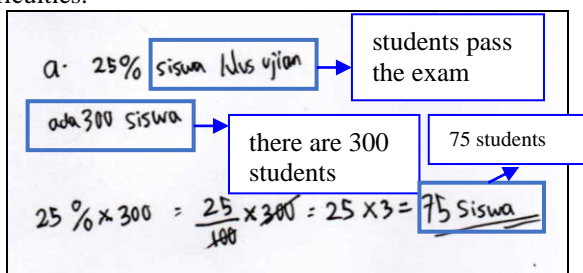 ficulties.
a. 25% siswa lulus ujian
students pass
the exam
ada 300 siswa
there are 300
students
75 students
25 % × 300 = 25/100 × 300 = 25 × 3 = 75 Siswa